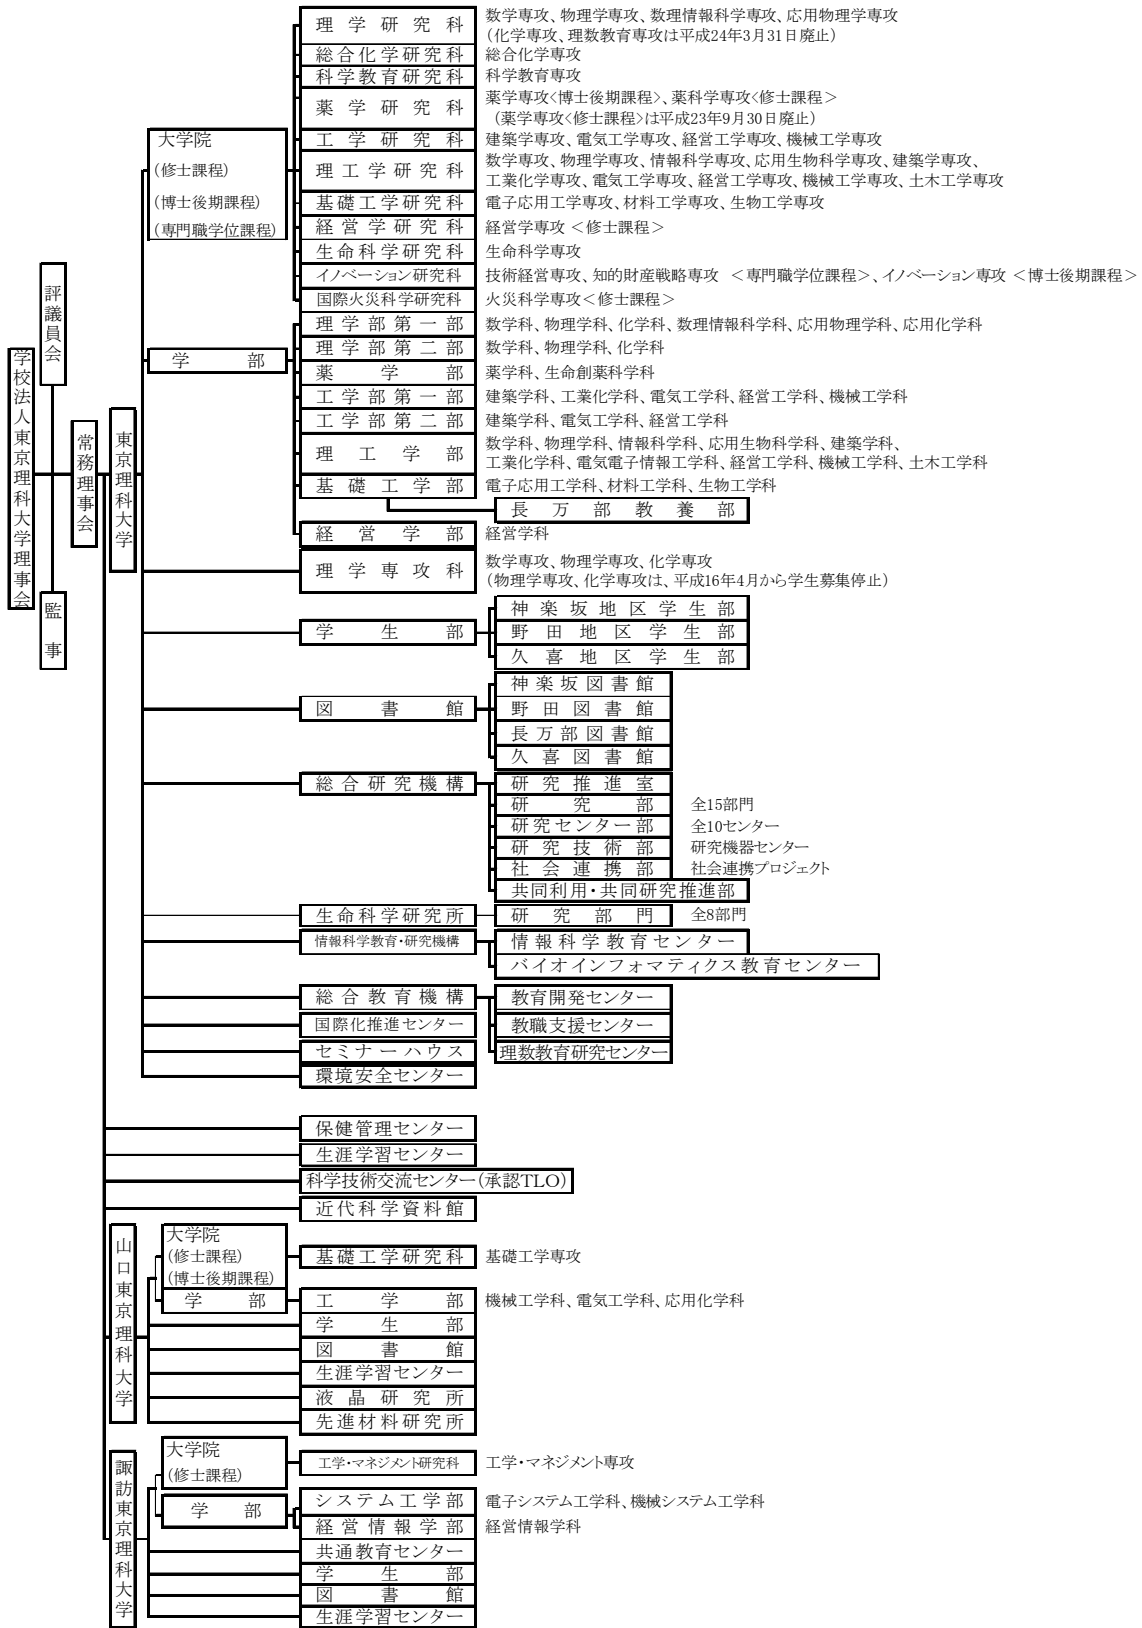 学校法人東京理科大学理事会
評議員会
監事
常務理事会
東京理科大学
大学院
(修士課程)
(博士後期課程)
(専門職学位課程)
理学研究科
数学専攻、物理学専攻、数理情報科学専攻、応用物理学専攻
(化学専攻、理数教育専攻は平成24年3月31日廃止)
総合化学研究科
総合化学専攻
科学教育研究科
科学教育専攻
薬学研究科
薬学専攻<博士後期課程>、薬科学専攻<修士課程>
(薬学専攻<修士課程>は平成23年9月30日廃止)
工学研究科
建築学専攻、電気工学専攻、経営工学専攻、機械工学専攻
理工学研究科
数学専攻、物理学専攻、情報科学専攻、応用生物科学専攻、建築学専攻、
工業化学専攻、電気工学専攻、経営工学専攻、機械工学専攻、土木工学専攻
基礎工学研究科
電子応用工学専攻、材料工学専攻、生物工学専攻
経営学研究科
経営学専攻<修士課程>
生命科学研究科
生命科学専攻
イノベーション研究科
技術経営専攻、知的財産戦略専攻 <専門職学位課程>、イノベーション専攻 <博士後期課程>
国際火災科学研究科
火災科学専攻<修士課程>
学部
理学部第一部
数学科、物理学科、化学科、数理情報科学科、応用物理学科、応用化学科
理学部第二部
数学科、物理学科、化学科
薬学部
薬学科、生命創薬科学科
工学部第一部
建築学科、工業化学科、電気工学科、経営工学科、機械工学科
工学部第二部
建築学科、電気工学科、経営工学科
理工学部
数学科、物理学科、情報科学科、応用生物科学科、建築学科、
工業化学科、電気電子情報工学科、経営工学科、機械工学科、土木工学科
基礎工学部
電子応用工学科、材料工学科、生物工学科
長万部教養部
経営学部
経営学科
理学専攻科
数学専攻、物理学専攻、化学専攻
(物理学専攻、化学専攻は、平成16年4月から学生募集停止)
学生部
神楽坂地区学生部
野田地区学生部
久喜地区学生部
図書館
神楽坂図書館
野田図書館
長万部図書館
久喜図書館
総合研究機構
研究推進室
研究部
全15部門
研究センター部
全10センター
研究技術部
研究機器センター
社会連携部
社会連携プロジェクト
共同利用・共同研究推進部
生命科学研究所
研究部門
全8部門
情報科学教育・研究機構
情報科学教育センター
バイオインフォマティクス教育センター
総合教育機構
教育開発センター
国際化推進センター
教職支援センター
セミナーハウス
理数教育研究センター
環境安全センター
保健管理センター
生涯学習センター
科学技術交流センター(承認TLO)
近代科学資料館
山口東京理科大学
大学院
(修士課程)
(博士後期課程)
基礎工学研究科
基礎工学専攻
学部
工学部
機械工学科、電気工学科、応用化学科
学生部
図書館
生涯学習センター
液晶研究所
先進材料研究所
諏訪東京理科大学
大学院
(修士課程)
工学・マネジメント研究科
工学・マネジメント専攻
学部
システム工学部
電子システム工学科、機械システム工学科
経営情報学部
経営情報学科
共通教育センター
学生部
図書館
生涯学習センター